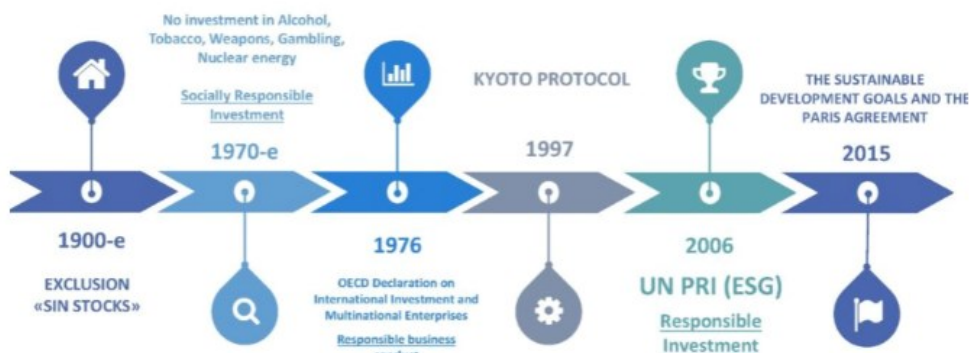 No investment in Alcohol,
Tobacco, Weapons, Gambling,
Nuclear energy
Socially Responsible
Investment
1970-e
KYOTO PROTOCOL
1997
THE SUSTAINABLE
DEVELOPMENT GOALS AND THE
PARIS AGREEMENT
2015
1900-e
EXCLUSION
«SIN STOCKS»
1976
OECD Declaration on
International Investment and
Multinational Enterprises
Responsible business
2006
UN PRI (ESG)
Responsible
Investment